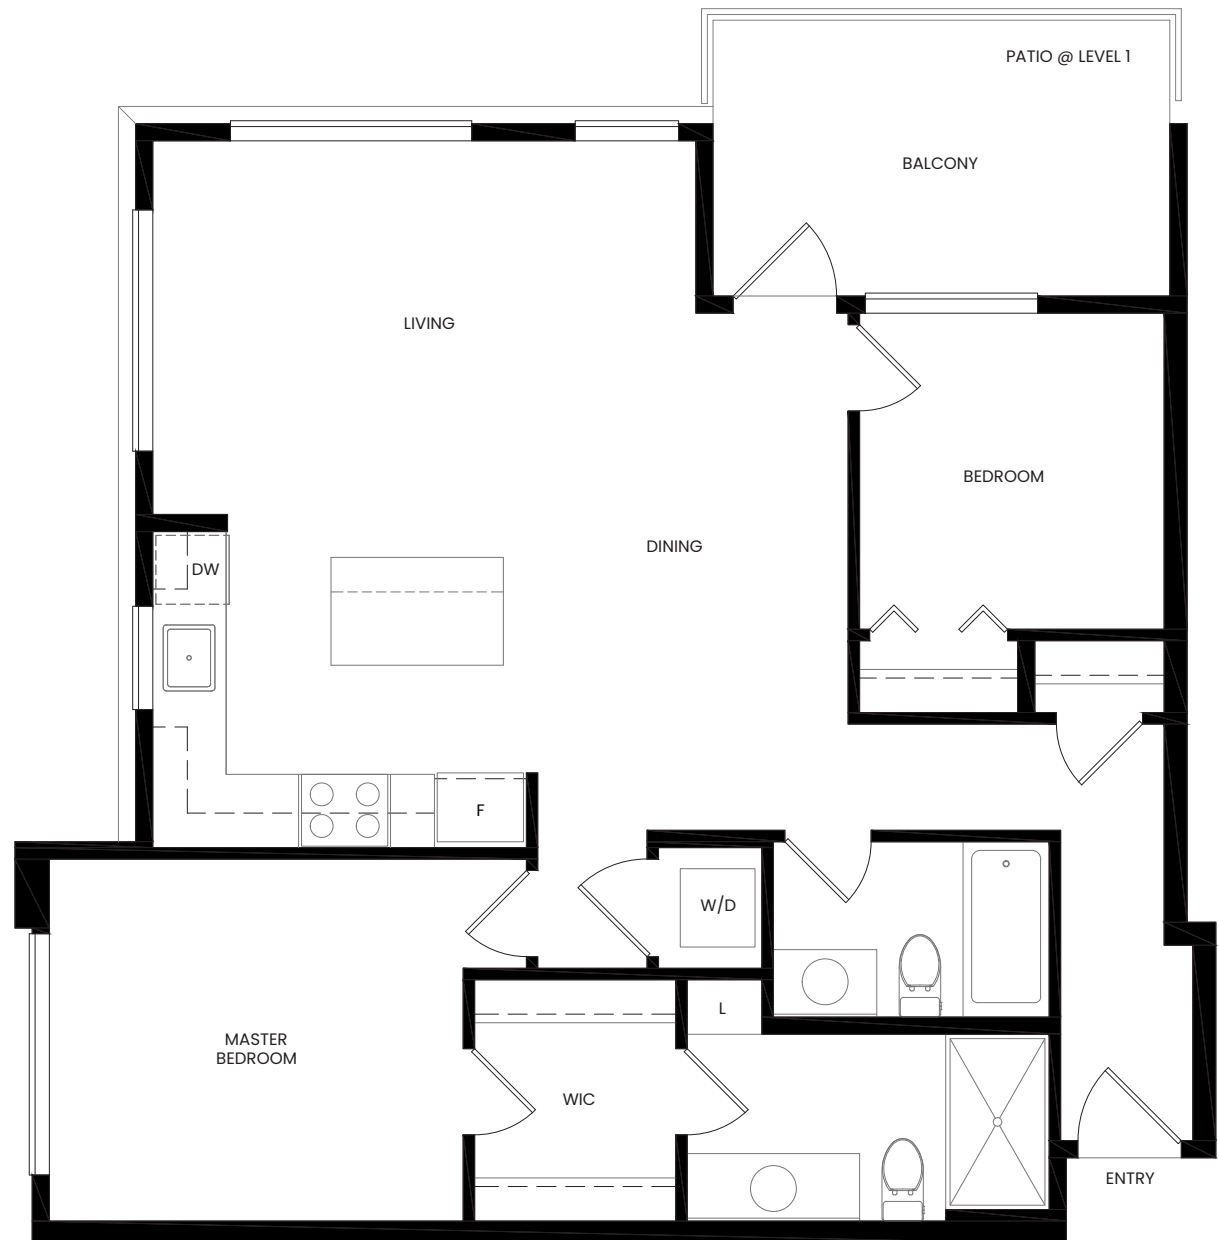 PATIO @ LEVEL 1
BALCONY
LIVING
BEDROOM
DINING
DW
F
W/D
L
MASTER
BEDROOM
WIC
ENTRY